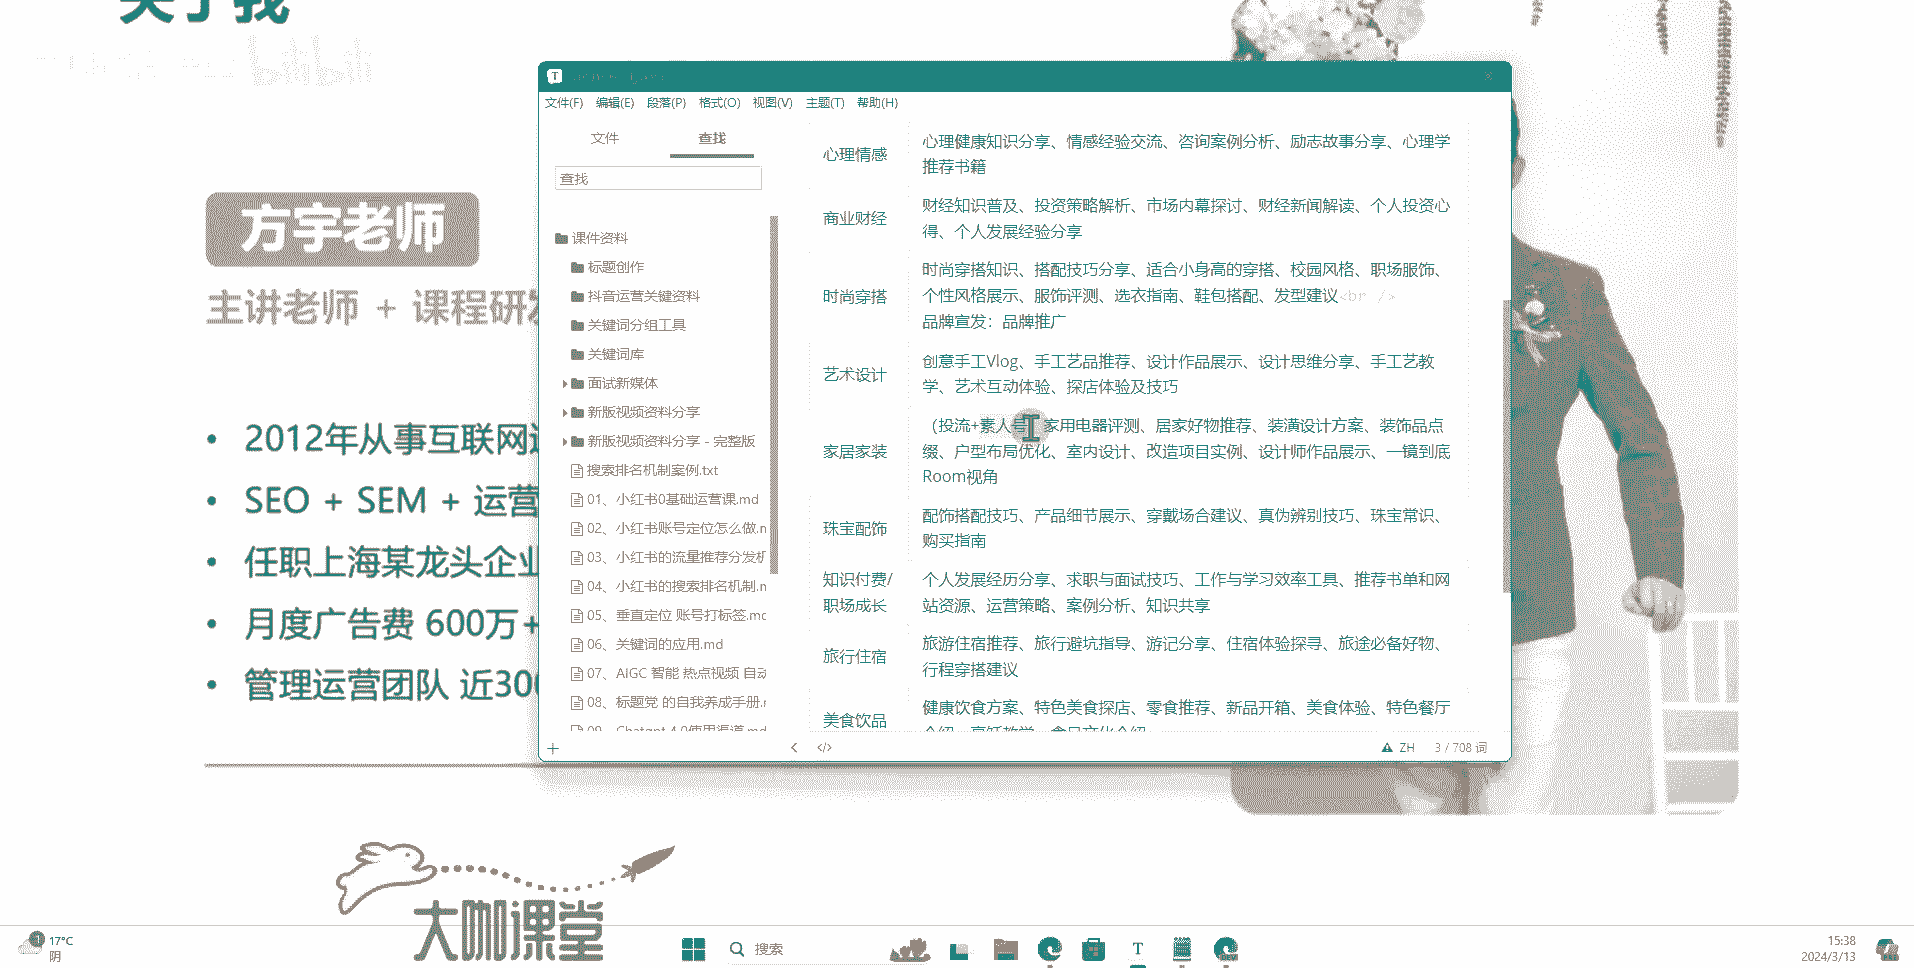 关于我
bilibili
方宇老师
主讲老师 + 课程研发
2012年从事互联网
SEO + SEM + 运营
任职上海某龙头企业
月度广告费 600万+
管理运营团队 近300
文件(F) 编辑(E) 段落(P) 格式(O) 视图(V) 主题(T) 帮助(H)
文件 查找
查找
课件资料
标题创作
抖音运营关键资料
关键词分组工具
关键词库
面试新媒体
新版视频资料分享
新版视频资料分享 - 完整版
搜索排名机制案例.txt
01、小红书0基础运营课.md
02、小红书账号定位怎么做.n
03、小红书的流量推荐分发机
04、小红书的搜索排名机制.n
05、垂直定位 账号打标签.mc
06、关键词的应用.md
07、AIGC 智能 热点视频 自动
08、标题党 的自我养成手册.r
09、Chatgpt 4.0使用渠道.md
心理情感
心理健康知识分享、情感经验交流、咨询案例分析、励志故事分享、心理学
推荐书籍
商业财经
财经知识普及、投资策略解析、市场内幕探讨、财经新闻解读、个人投资心
得、个人发展经验分享
时尚穿搭
时尚穿搭知识、搭配技巧分享、适合小身高的穿搭、校园风格、职场服饰、
个性风格展示、服饰评测、选衣指南、鞋包搭配、发型建议<br />
品牌宣发：品牌推广
艺术设计
创意手工Vlog、手工艺品推荐、设计作品展示、设计思维分享、手工艺教
学、艺术互动体验、探店体验及技巧
家居家装
（投流+素人号 家用电器评测、居家好物推荐、装潢设计方案、装饰品点
缀、户型布局优化、室内设计、改造项目实例、设计师作品展示、一镜到底
Room视角
珠宝配饰
配饰搭配技巧、产品细节展示、穿戴场合建议、真伪辨别技巧、珠宝常识、
购买指南
知识付费/
职场成长
个人发展经历分享、求职与面试技巧、工作与学习效率工具、推荐书单和网
站资源、运营策略、案例分析、知识共享
旅行住宿
旅游住宿推荐、旅行避坑指导、游记分享、住宿体验探寻、旅途必备好物、
行程穿搭建议
美食饮品
健康饮食方案、特色美食探店、零食推荐、新品开箱、美食体验、特色餐厅
介绍、烹饪教学、食品文化介绍
ZH 3 / 708 词
大咖课堂
17°C
阴
搜索
15:38
2024/3/13